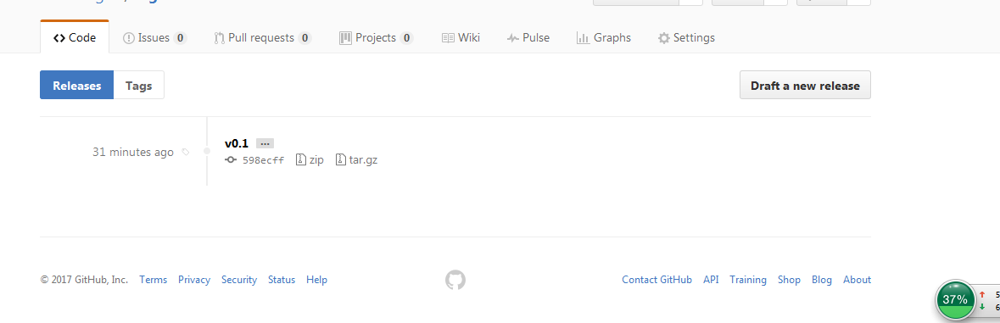 Code Issues 0 Pull requests 0 Projects 0 Wiki Pulse Graphs Settings
Releases Tags Draft a new release
v0.1 ...
31 minutes ago
598ecff zip tar.gz
© 2017 GitHub, Inc. Terms Privacy Security Status Help Contact GitHub API Training Shop Blog About
37%